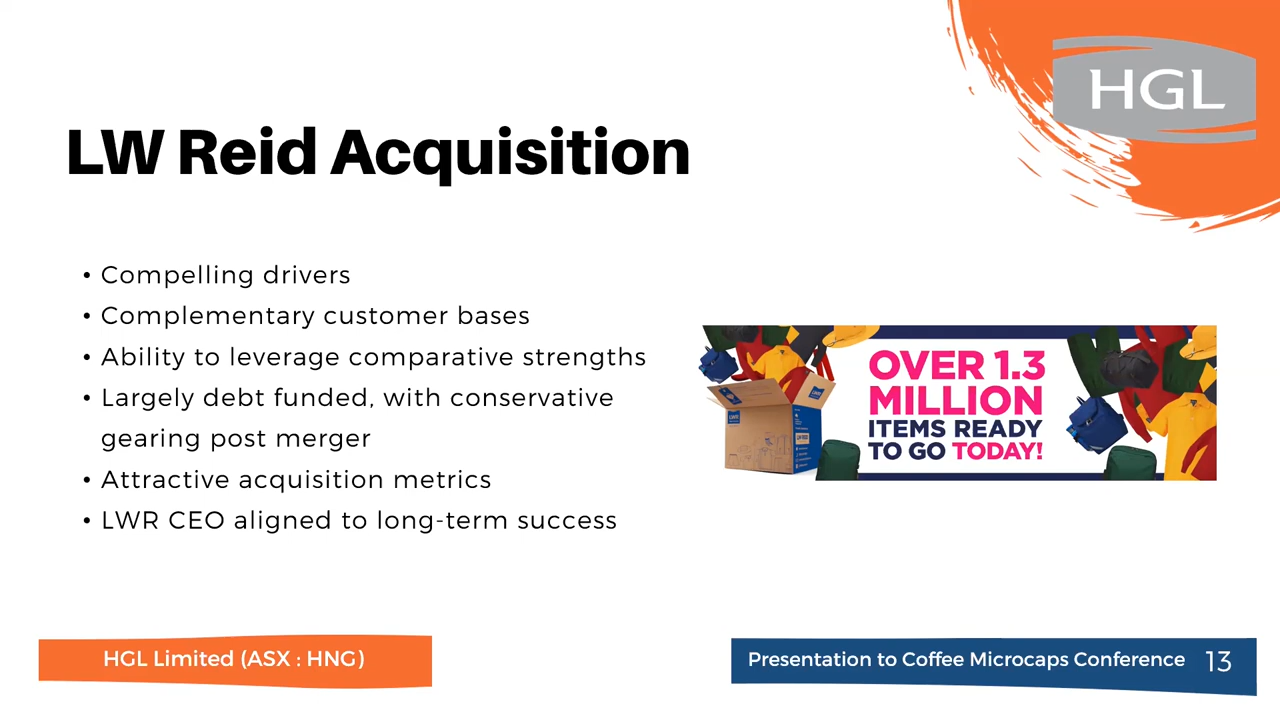 HGL
LW Reid Acquisition
• Compelling drivers
• Complementary customer bases
• Ability to leverage comparative strengths
• Largely debt funded, with conservative
gearing post merger
• Attractive acquisition metrics
• LWR CEO aligned to long-term success
OVER 1.3
MILLION
ITEMS READY
TO GO TODAY!
LWR
HGL Limited (ASX : HNG)
Presentation to Coffee Microcaps Conference 13